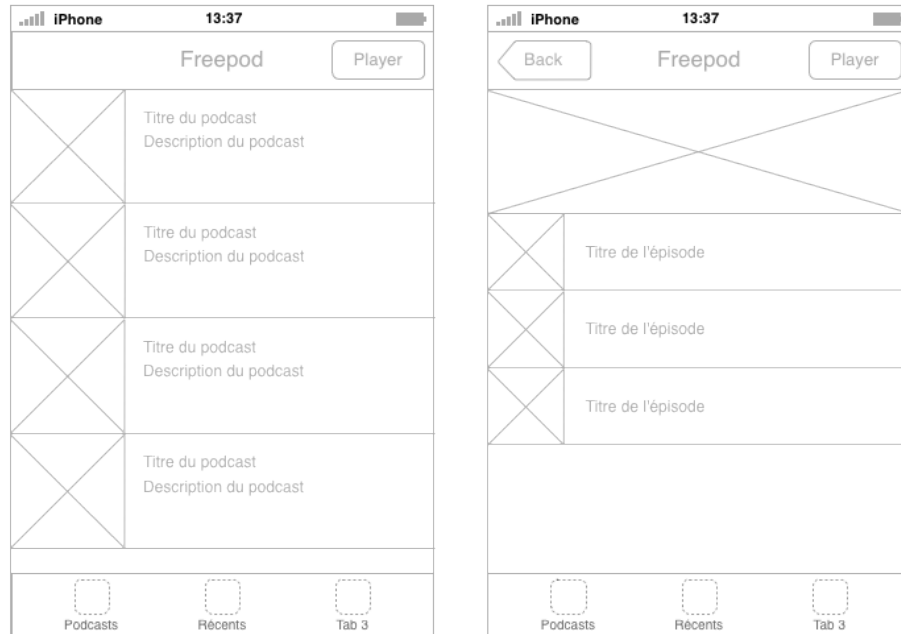 iPhone 13:37
Freepod Player
Titre du podcast
Description du podcast
Titre du podcast
Description du podcast
Titre du podcast
Description du podcast
Titre du podcast
Description du podcast
Podcasts Récents Tab 3
iPhone 13:37
Back Freepod Player
Titre de l'épisode
Titre de l'épisode
Titre de l'épisode
Podcasts Récents Tab 3